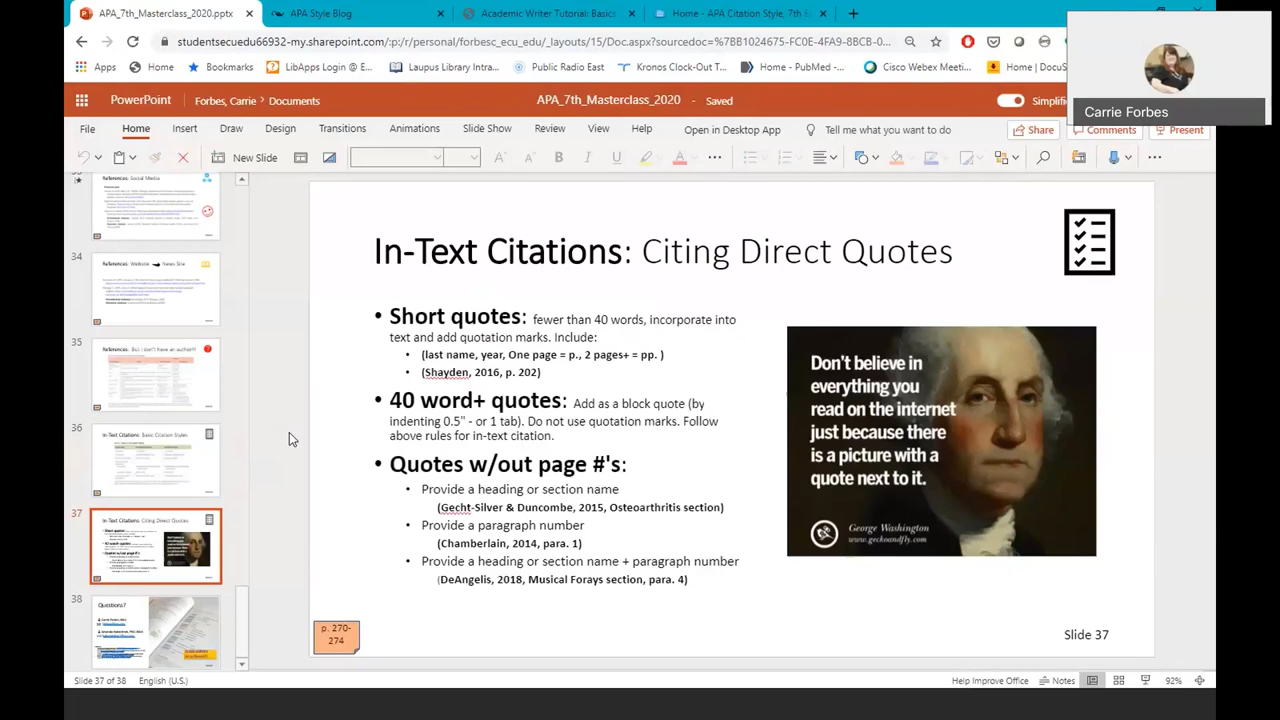 APA_7th_Masterclass_2020.pptx
APA Style Blog
Academic Writer Tutorial: Basics
Home - APA Citation Style, 7th E
studentsecuedu66932-my.sharepoint.com/:p:/r/personal/forbesc_ecu_edu/_layouts/15/Doc.aspx?sourcedoc=%7BB1024675-FC0E-4FA9-8BCB-0...
Apps
Home
Bookmarks
LibApps Login @ E...
Laupus Library...
Public Radio East
Kronos Clock-Out T...
Home - PubMed -...
Cisco Webex Meeti...
Home | DocuS
Carrie Forbes
PowerPoint
Forbes, Carrie > Documents
APA_7th_Masterclass_2020 - Saved
Simplifi
File Home Insert Draw Design Transitions Animations Slide Show Review View Help Open in Desktop App Tell me what you want to do Share Comments Present
New Slide
References: Social Media
34
References: Website News Site
35
References: But I don't have an author!!!
36
In-Text Citations: Basic Citation Styles
37
In-Text Citations: Citing Direct Quotes
38
Questions?
In-Text Citations: Citing Direct Quotes
• Short quotes: fewer than 40 words, incorporate into
text and add quotation marks. Include:
• (last name, year, One page = p., 2 pages+ = pp. )
• (Shayden, 2016, p. 202)
• 40 word+ quotes: Add as a block quote (by
indenting 0.5" - or 1 tab). Do not use quotation marks. Follow
above rules for in-text citation.
• Quotes w/out page #'s:
• Provide a heading or section name
(Gecht-Silver & Duncombe, 2015, Osteoarthritis section)
• Provide a paragraph number
(Chamberlain, 2014, para. 1)
• Provide a heading or section name + paragraph number
(DeAngelis, 2018, Musical Forays section, para. 4)
Don't believe in
everything you
read on the internet
just because there
is a picture with a
quote next to it.
George Washington
www.geckoandfly.com
p. 270-
274
Slide 37
Slide 37 of 38
English (U.S.)
Help Improve Office
Notes
92%